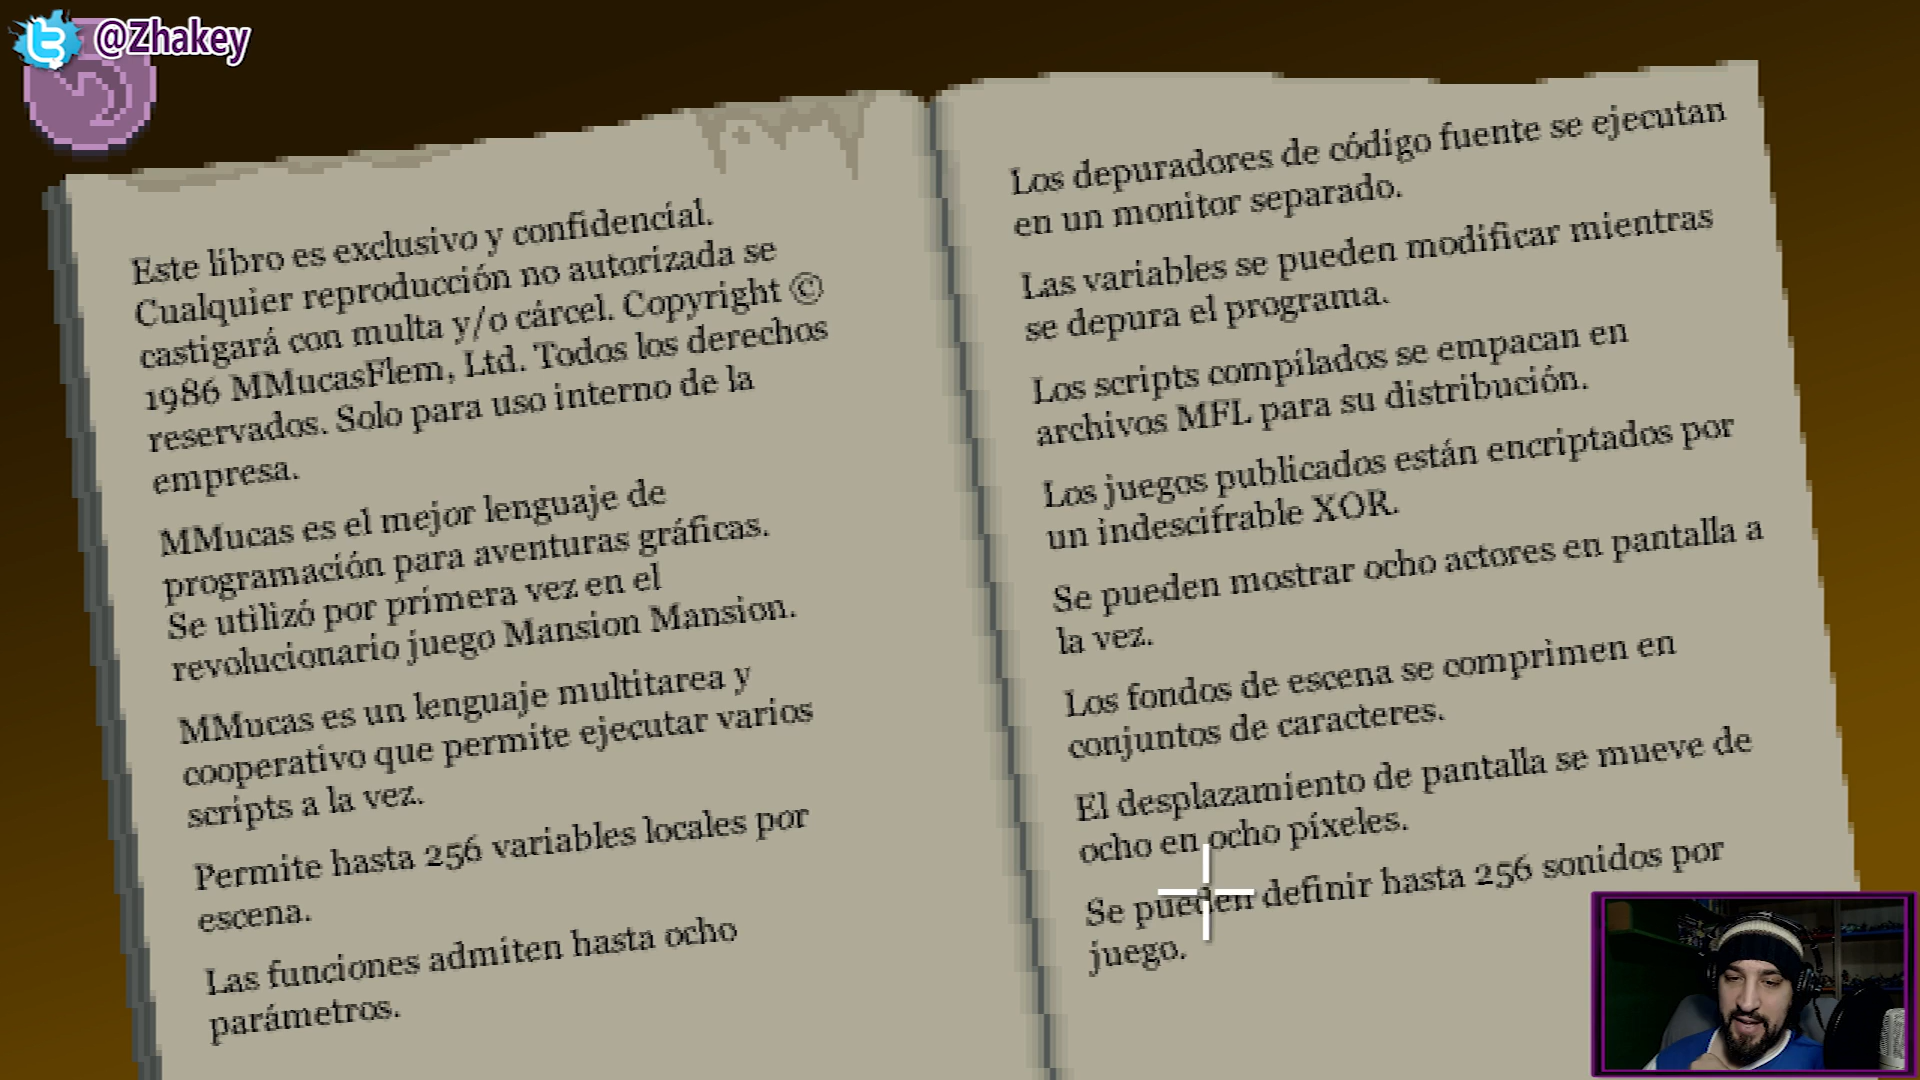 @Zhakey
Este libro es exclusivo y confidencial.
Cualquier reproducción no autorizada se
castigará con multa y/o cárcel. Copyright ©
1986 MMucasFlem, Ltd. Todos los derechos
reservados. Solo para uso interno de la
empresa.
MMucas es el mejor lenguaje de
programación para aventuras gráficas.
Se utilizó por primera vez en el
revolucionario juego Mansion Mansion.
MMucas es un lenguaje multitarea y
cooperativo que permite ejecutar varios
scripts a la vez.
Permite hasta 256 variables locales por
escena.
Las funciones admiten hasta ocho
parámetros.
Los depuradores de código fuente se ejecutan
en un monitor separado.
Las variables se pueden modificar mientras
se depura el programa.
Los scripts compilados se empacan en
archivos MFL para su distribución.
Los juegos publicados están encriptados por
un indescifrable XOR.
Se pueden mostrar ocho actores en pantalla a
la vez.
Los fondos de escena se comprimen en
conjuntos de caracteres.
El desplazamiento de pantalla se mueve de
ocho en ocho píxeles.
Se pueden definir hasta 256 sonidos por
juego.